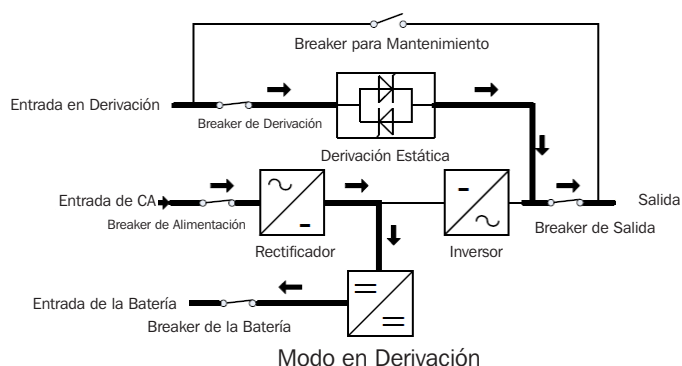 Breaker para Mantenimiento
Entrada en Derivación
Breaker de Derivación
Derivación Estática
Entrada de CA
Breaker de Alimentación
Rectificador
Inversor
Salida
Breaker de Salida
Entrada de la Batería
Breaker de la Batería
Modo en Derivación